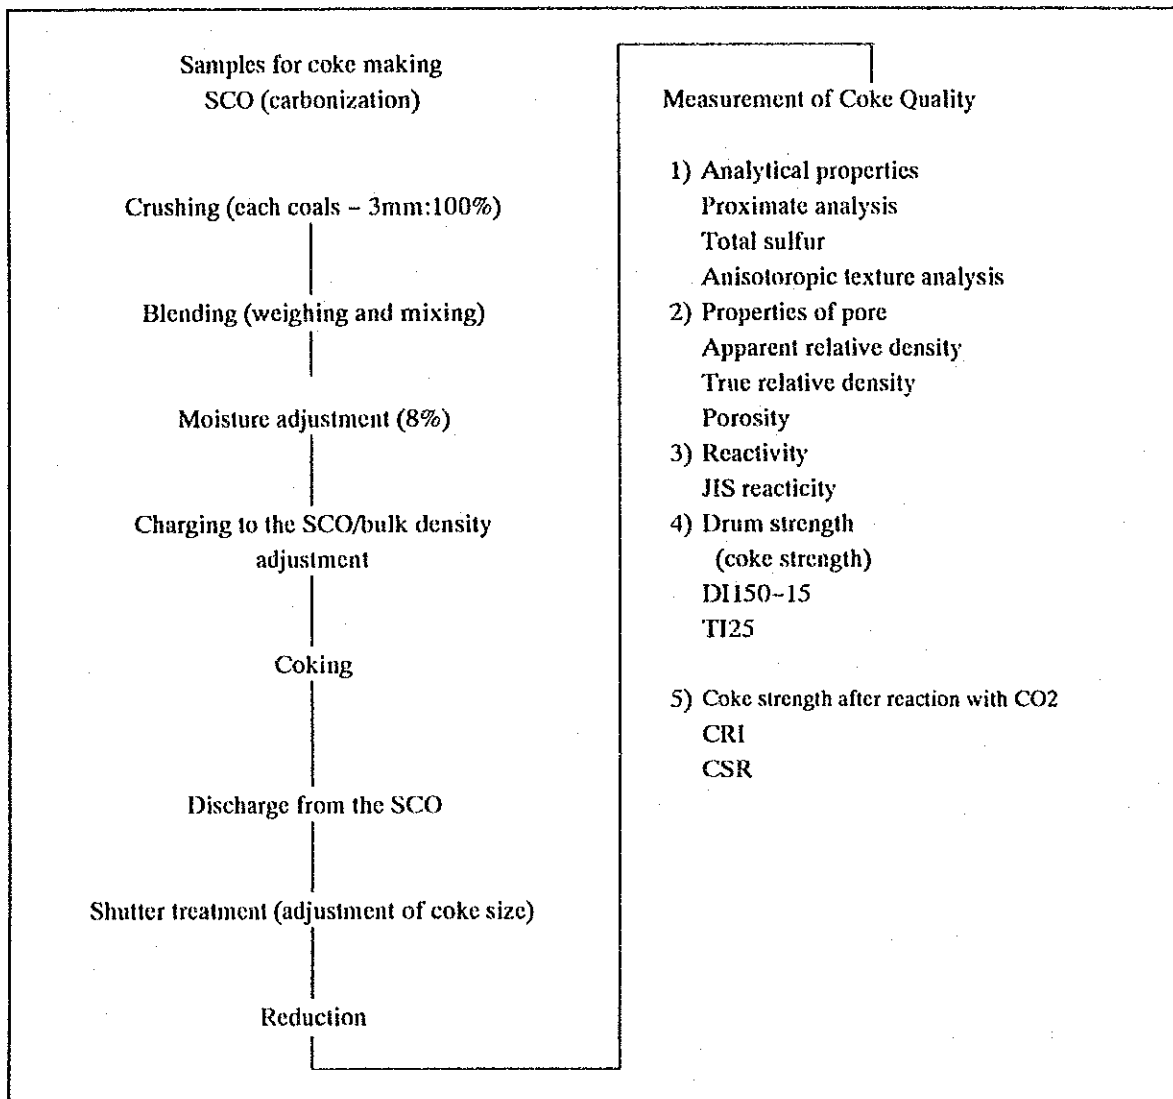 Samples for coke making
SCO (carbonization)
Crushing (each coals – 3mm:100%)
Blending (weighing and mixing)
Moisture adjustment (8%)
Charging to the SCO/bulk density
adjustment
Coking
Discharge from the SCO
Shutter treatment (adjustment of coke size)
Reduction
Measurement of Coke Quality
1) Analytical properties
Proximate analysis
Total sulfur
Anisotoropic texture analysis
2) Properties of pore
Apparent relative density
True relative density
Porosity
3) Reactivity
JIS reacticity
4) Drum strength
(coke strength)
DI150–15
TI25
5) Coke strength after reaction with CO2
CRI
CSR